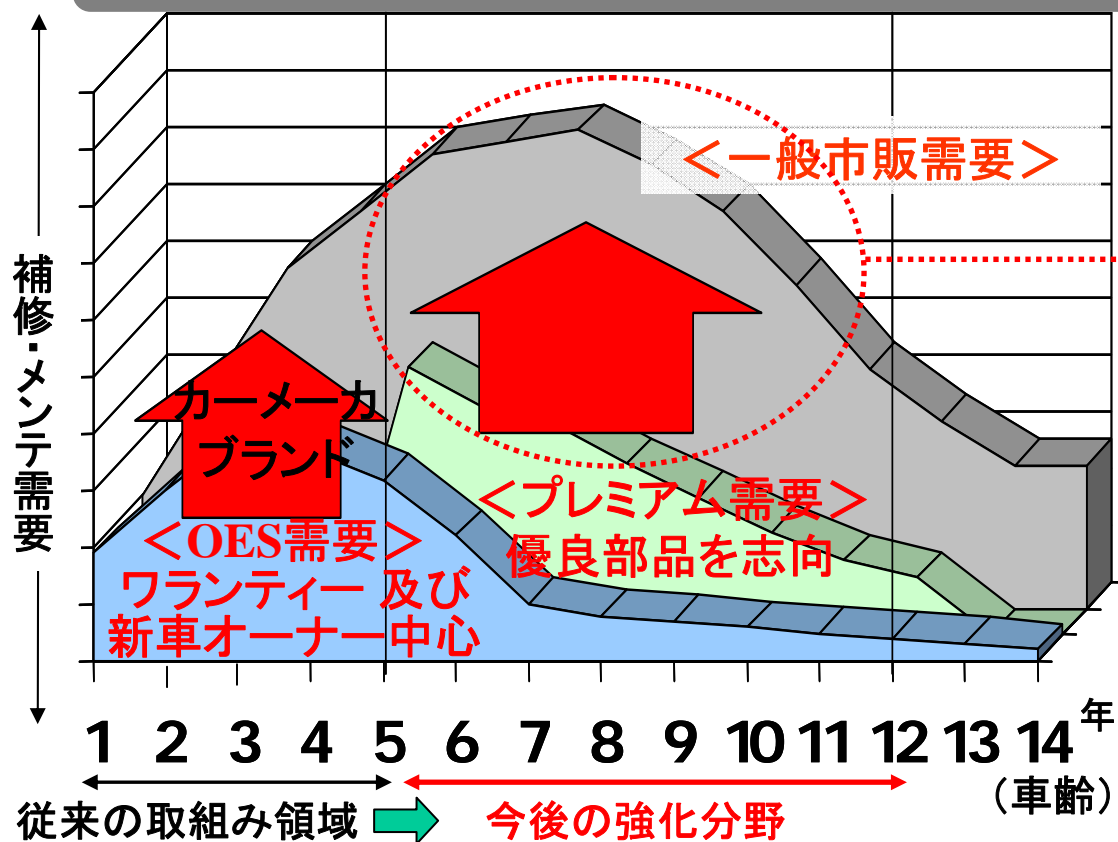 補修・メンテ需要
＜一般市販需要＞
カーメーカ
ブランド
＜OES需要＞
ワランティー 及び
新車オーナー中心
＜プレミアム需要＞
優良部品を志向
1 2 3 4 5 6 7 8 9 10 11 12 13 14 年
（車齢）
従来の取組み領域
今後の強化分野